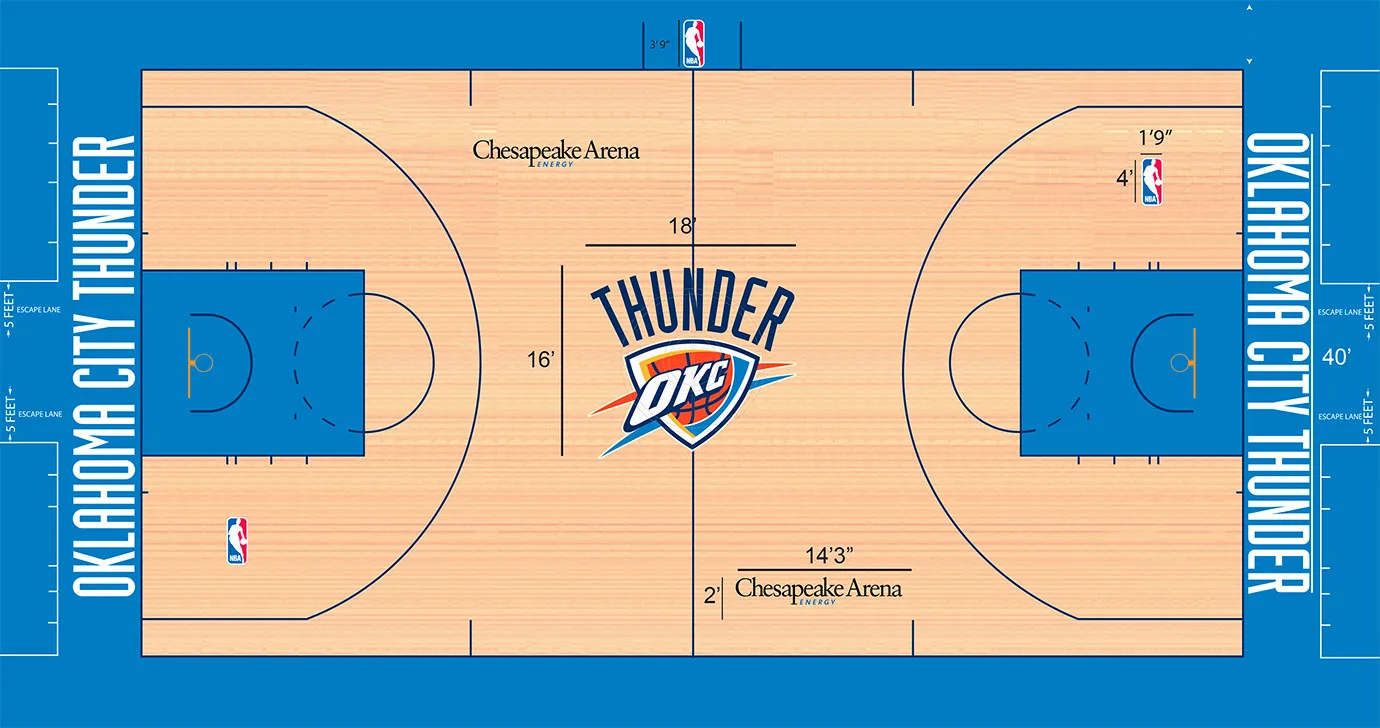 3'9"
NBA
OKLAHOMA CITY THUNDER
Chesapeake Arena
ENERGY
1'9”
4'
NBA
OKLAHOMA CITY THUNDER
18'
THUNDER
OKC
16'
5 FEET
ESCAPE LANE
5 FEET
ESCAPE LANE
ESCAPE LANE
5 FEET
40'
ESCAPE LANE
5 FEET
NBA
14'3”
2'
Chesapeake Arena
ENERGY